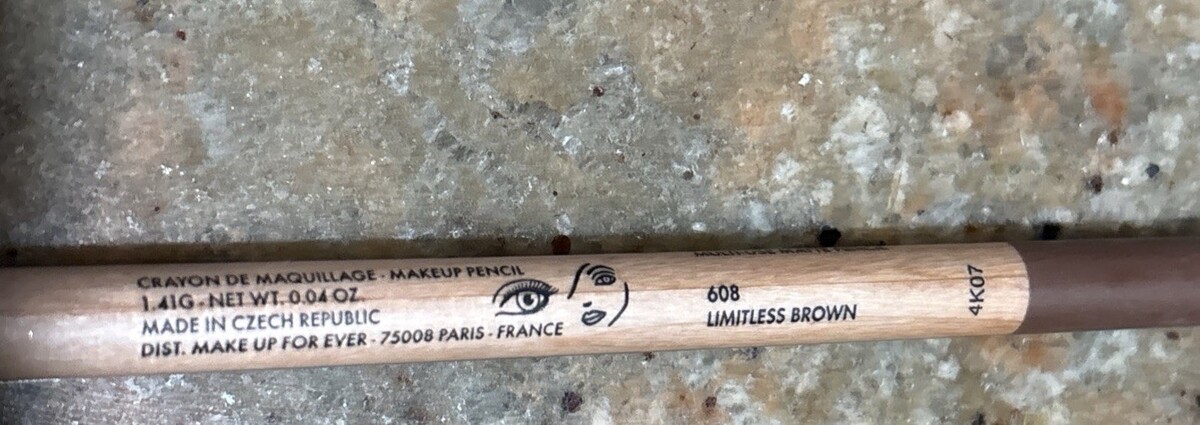 CRAYON DE MAQUILLAGE - MAKEUP PENCIL
1.41G - NET WT. 0.04 OZ.
MADE IN CZECH REPUBLIC
DIST. MAKE UP FOR EVER - 75008 PARIS - FRANCE
608
LIMITLESS BROWN
4K07